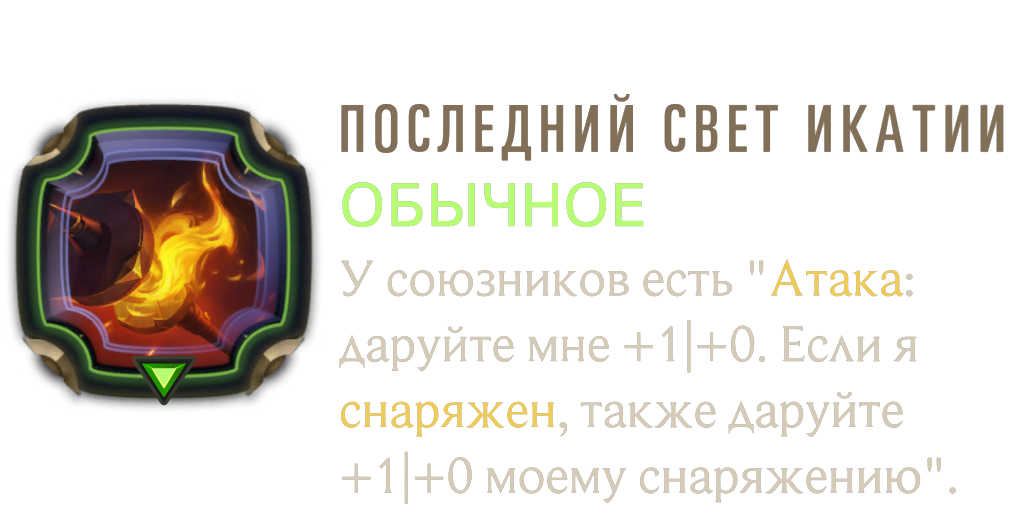 ПОСЛЕДНИЙ СВЕТ ИКАТИИ
ОБЫЧНОЕ
У союзников есть "Атака:
даруйте мне +1|+0. Если я
снаряжен, также даруйте
+1|+0 моему снаряжению".